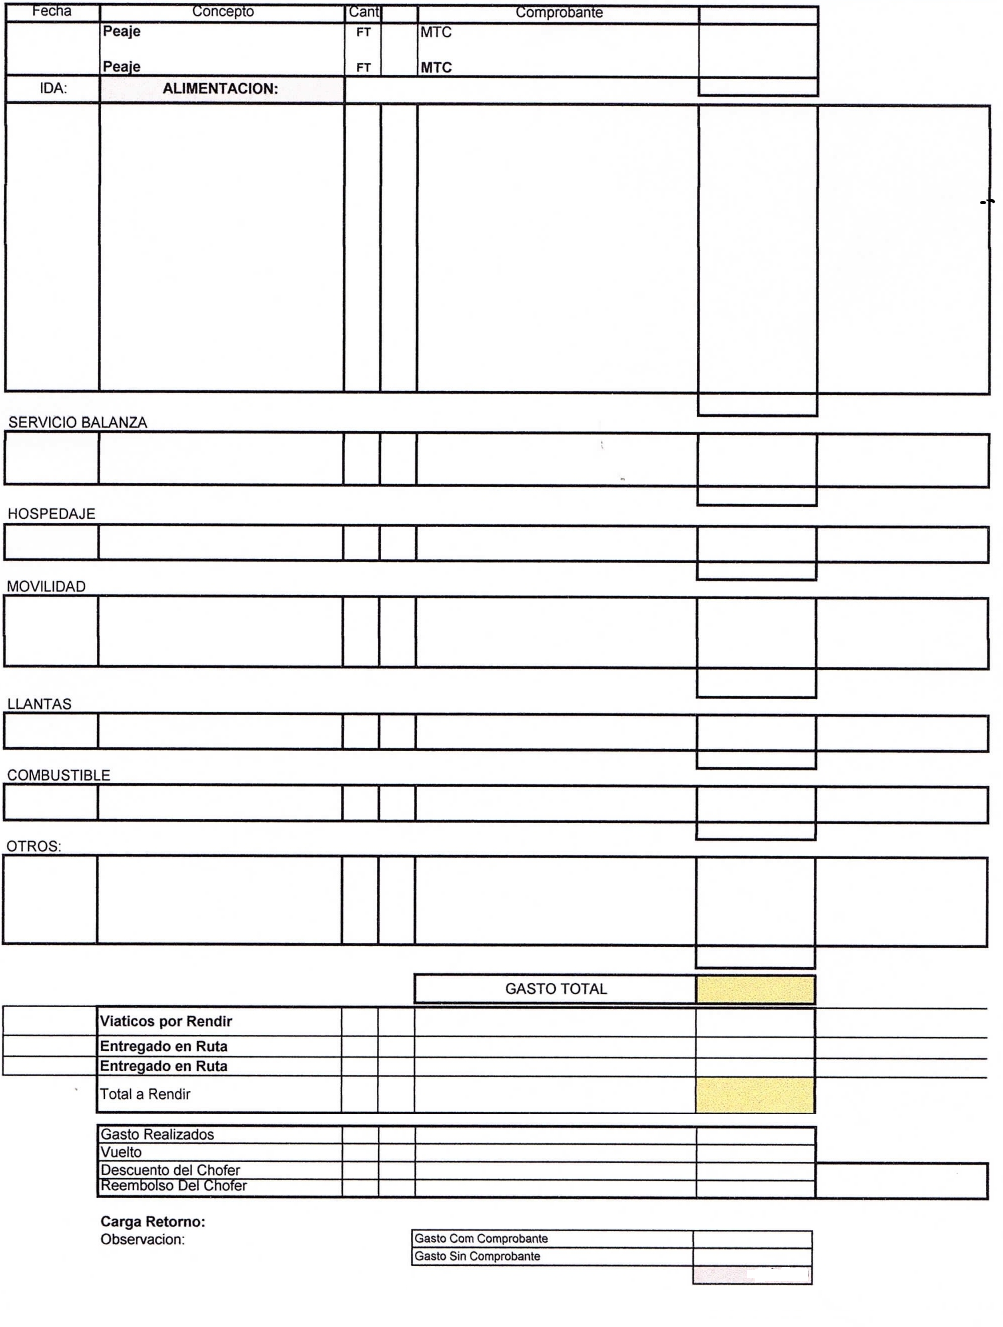 Fecha Concepto Cant Comprobante
Peaje FT MTC
Peaje FT MTC
IDA: ALIMENTACION:
SERVICIO BALANZA
HOSPEDAJE
MOVILIDAD
LLANTAS
COMBUSTIBLE
OTROS:
GASTO TOTAL
Viaticos por Rendir
Entregado en Ruta
Entregado en Ruta
Total a Rendir
Gasto Realizados
Vuelto
Descuento del Chofer
Reembolso Del Chofer
Carga Retorno:
Observacion:
Gasto Com Comprobante
Gasto Sin Comprobante